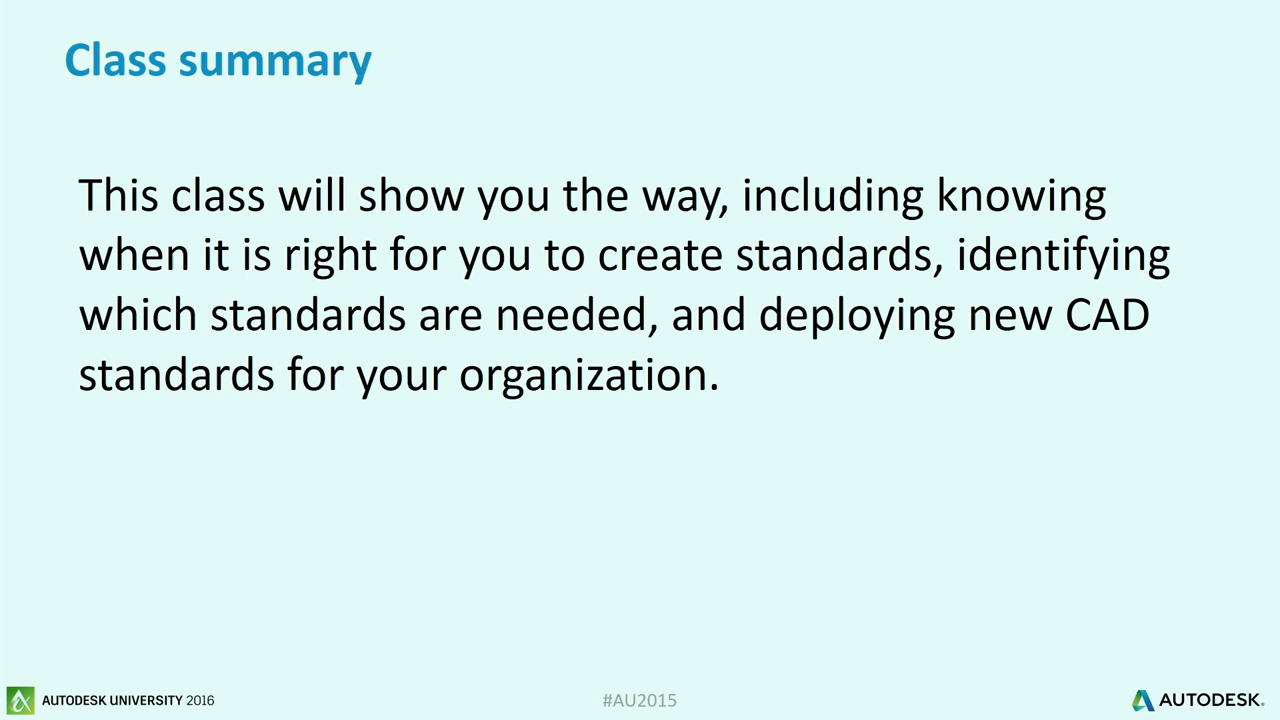 Class summary
This class will show you the way, including knowing
when it is right for you to create standards, identifying
which standards are needed, and deploying new CAD
standards for your organization.
AUTODESK UNIVERSITY 2016
#AU2015
AUTODESK.